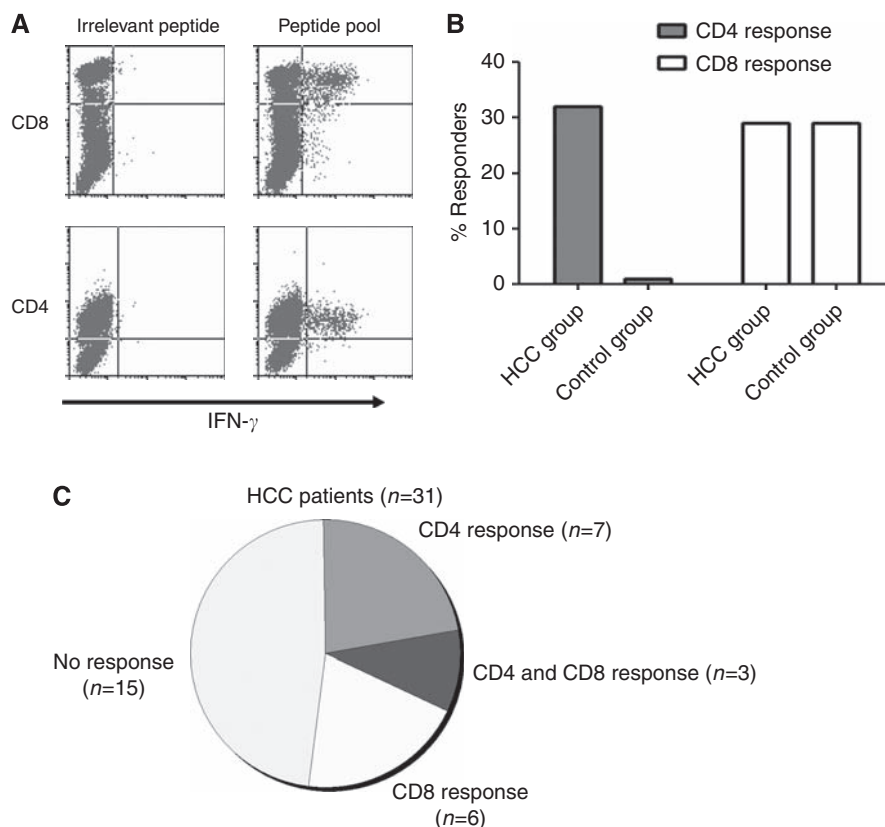 A
Irrelevant peptide
Peptide pool
CD8
CD4
IFN-γ
B
CD4 response
CD8 response
% Responders
40
30
20
10
0
HCC group
Control group
HCC group
Control group
C
HCC patients (n=31)
CD4 response (n=7)
CD4 and CD8 response (n=3)
CD8 response
(n=6)
No response
(n=15)